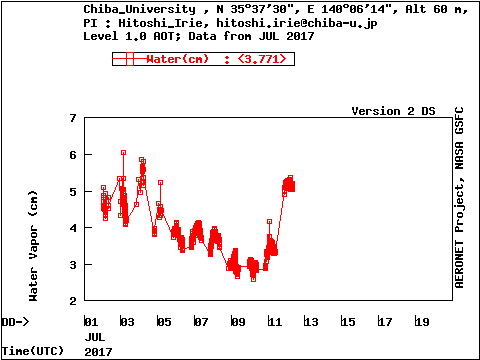 Chiba_University , N 35°37'30", E 140°06'14", Alt 60 m,
PI : Hitoshi_Irie, hitoshi.irie@chiba-u.jp
Level 1.0 AOT; Data from JUL 2017
Water(cm) : <3.771>
Version 2 DS
7
6
5
4
3
2
Water Vapor (cm)
AERONET Project, NASA GSFC
DD-> 01 03 05 07 09 11 13 15 17 19
JUL
Time(UTC) 2017